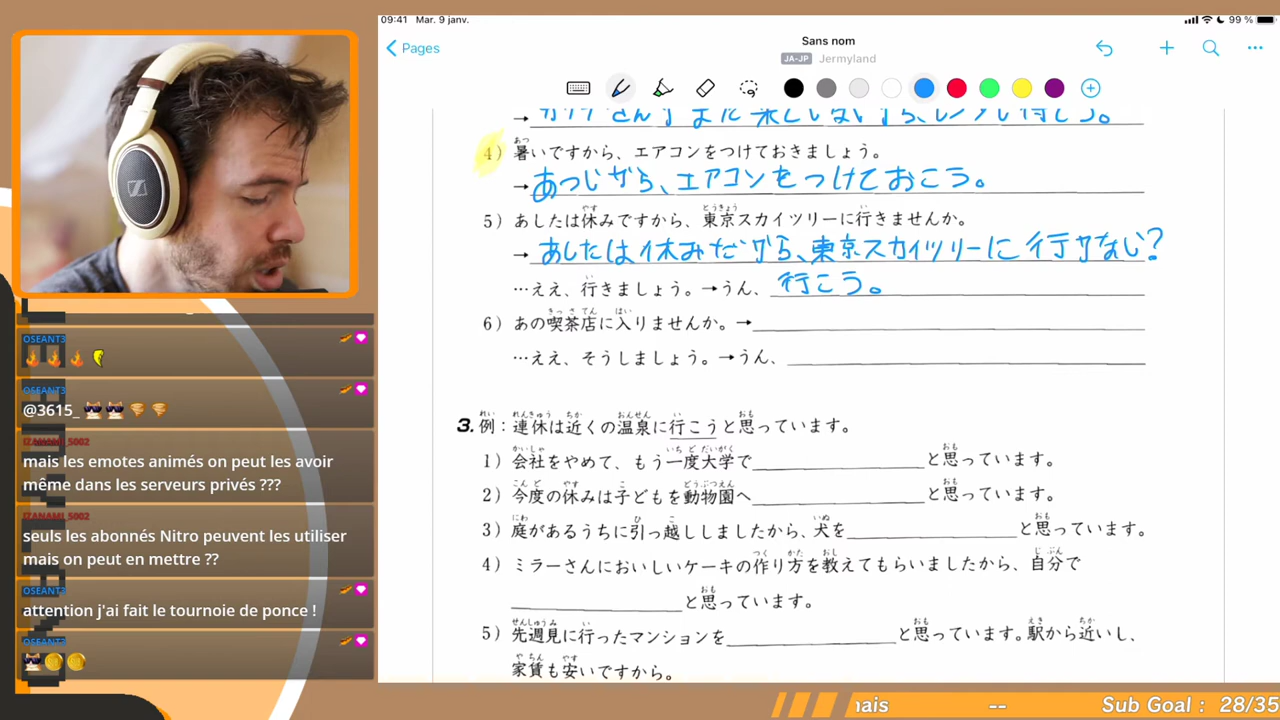 09:41 Mar. 9 janv.
99 %
Pages
Sans nom
JA-JP Jermyland
4) 暑いですから、エアコンをつけておきましょう。
→ あついから、エアコンをつけておこう。
5) あしたは休みですから、東京スカイツリーに行きませんか。
→ あしたは休みだから、東京スカイツリーに行かない?
…ええ、行きましょう。→うん、行こう。
6) あの喫茶店に入りませんか。→
…ええ、そうしましょう。→うん、
3. 例:連休は近くの温泉に行こうと思っています。
1) 会社をやめて、もう一度大学で と思っています。
2) 今度の休みは子どもを動物園へ と思っています。
3) 庭があるうちに引っ越ししましたから、犬を と思っています。
4) ミラーさんにおいしいケーキの作り方を教えてもらいましたから、自分で
と思っています。
5) 先週見に行ったマンションを と思っています。駅から近いし、
家賃も安いですから。
OSEANT3
OSEANT3
@3615_
IZANAMI_5002
mais les emotes animés on peut les avoir
même dans les serveurs privés ???
IZANAMI_5002
seuls les abonnés Nitro peuvent les utiliser
mais on peut en mettre ??
OSEANT3
attention j'ai fait le tournoie de ponce !
OSEANT3
-- Sub Goal : 28/35